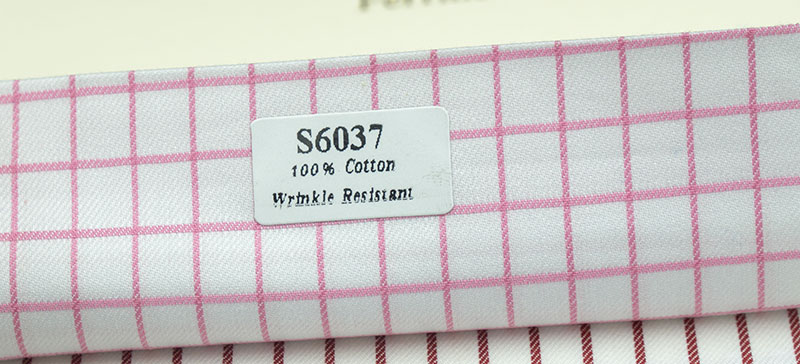 S6037
100% Cotton
Wrinkle Resistant